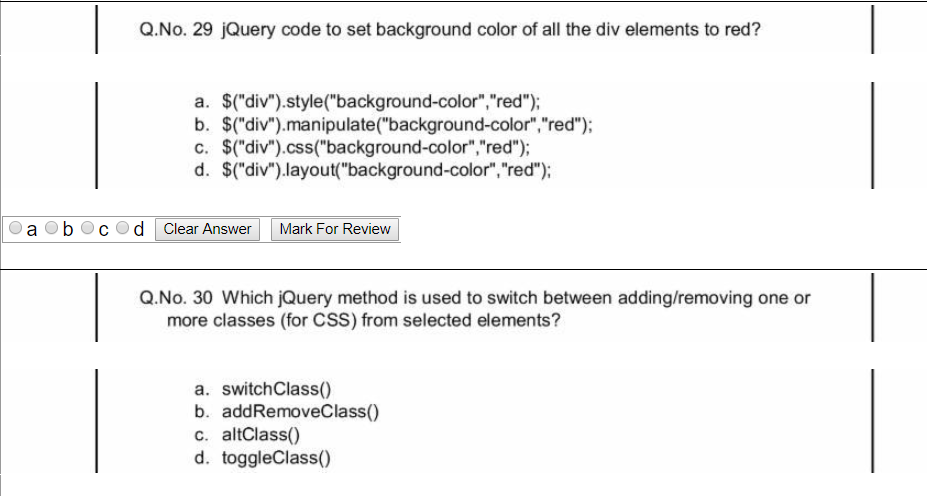 Q.No. 29 jQuery code to set background color of all the div elements to red?
a. $("div").style("background-color","red");
b. $("div").manipulate("background-color","red");
c. $("div").css("background-color","red");
d. $("div").layout("background-color","red");
a b c d Clear Answer Mark For Review
Q.No. 30 Which jQuery method is used to switch between adding/removing one or
more classes (for CSS) from selected elements?
a. switchClass()
b. addRemoveClass()
c. altClass()
d. toggleClass()